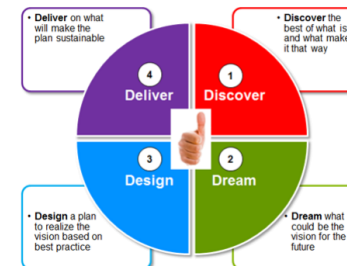 • Deliver on what
will make the
plan sustainable
• Discover the
best of what is
and what make
it that way
4
Deliver
1
Discover
3
Design
2
Dream
• Design a plan
to realize the
vision based on
best practice
• Dream what
could be the
vision for the
future